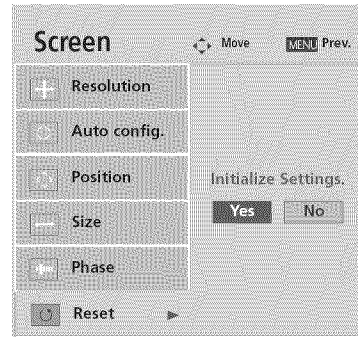 Screen Move MENU Prev.
Resolution
Auto config.
Position
Initialize Settings.
Yes No
Size
Phase
Reset